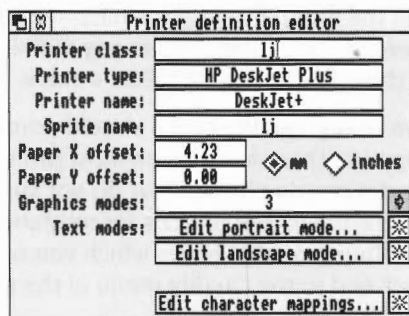 Printer definition editor
Printer class: lj
Printer type: HP DeskJet Plus
Printer name: DeskJet+
Sprite name: lj
Paper X offset: 4.23
mm inches
Paper Y offset: 0.00
Graphics modes: 3
Text modes: Edit portrait mode...
Edit landscape mode...
Edit character mappings...